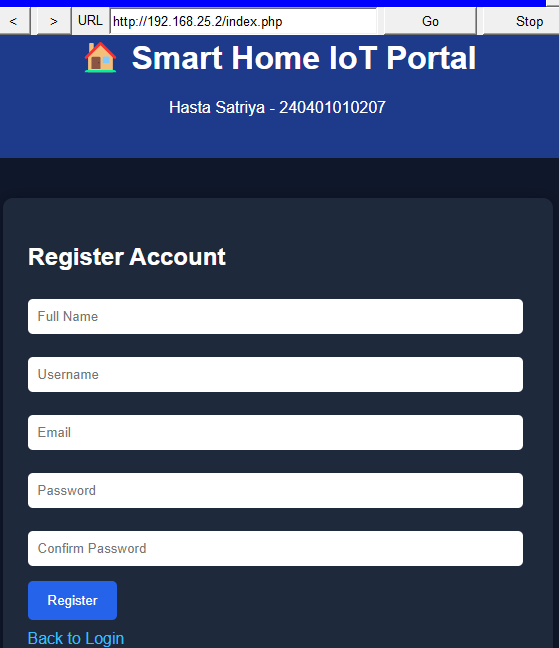 < > URL http://192.168.25.2/index.php Go Stop
🏠 Smart Home IoT Portal
Hasta Satriya - 240401010207
Register Account
Full Name
Username
Email
Password
Confirm Password
Register
Back to Login